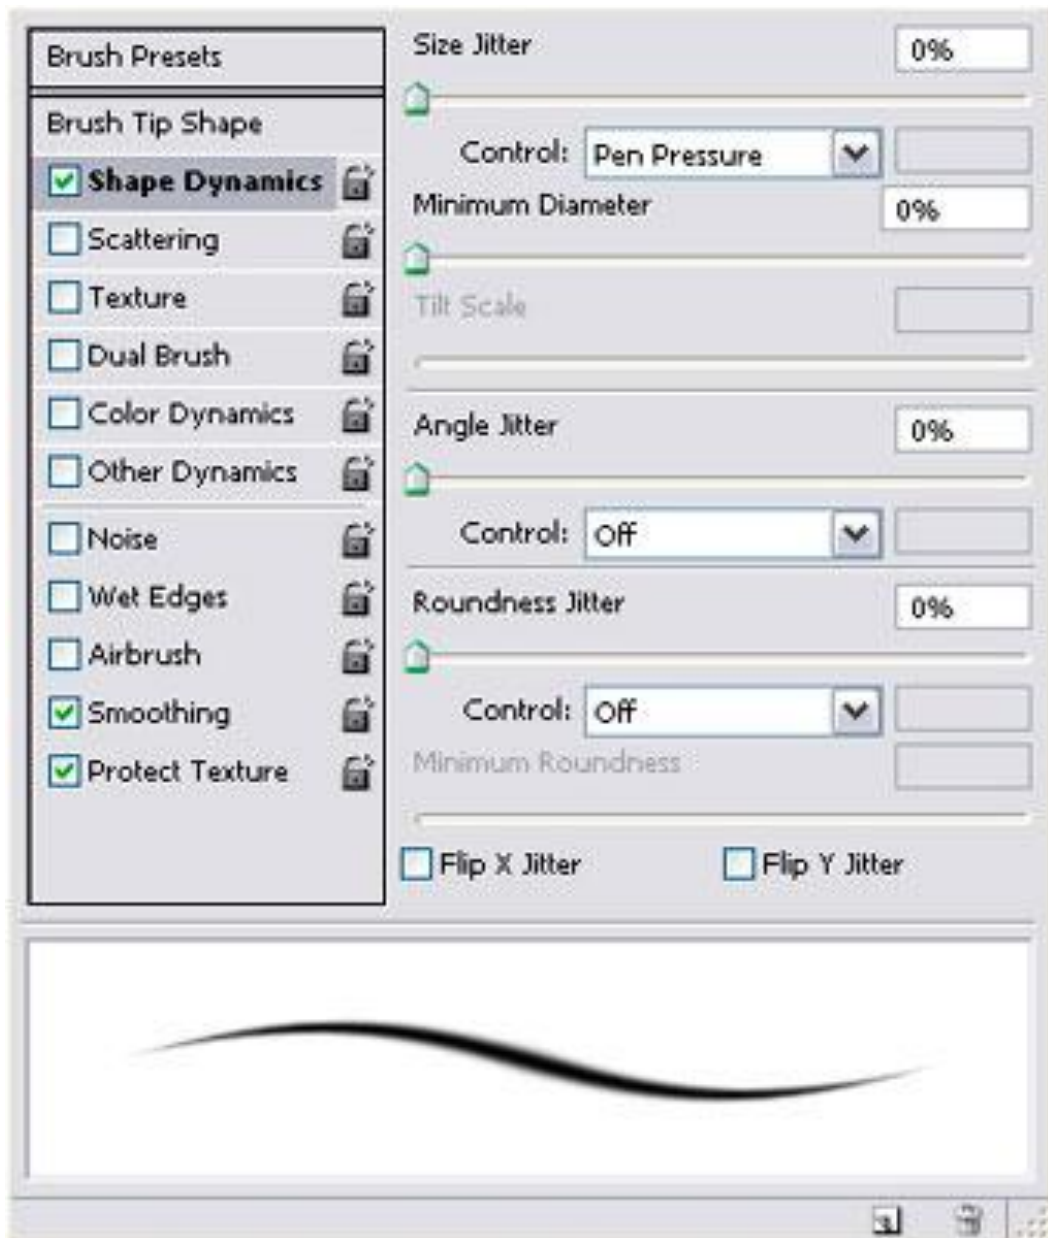 Brush Presets
Brush Tip Shape
Shape Dynamics
Scattering
Texture
Dual Brush
Color Dynamics
Other Dynamics
Noise
Wet Edges
Airbrush
Smoothing
Protect Texture
Size Jitter 0%
Control: Pen Pressure
Minimum Diameter 0%
Tilt Scale
Angle Jitter 0%
Control: Off
Roundness Jitter 0%
Control: Off
Minimum Roundness
Flip X Jitter Flip Y Jitter